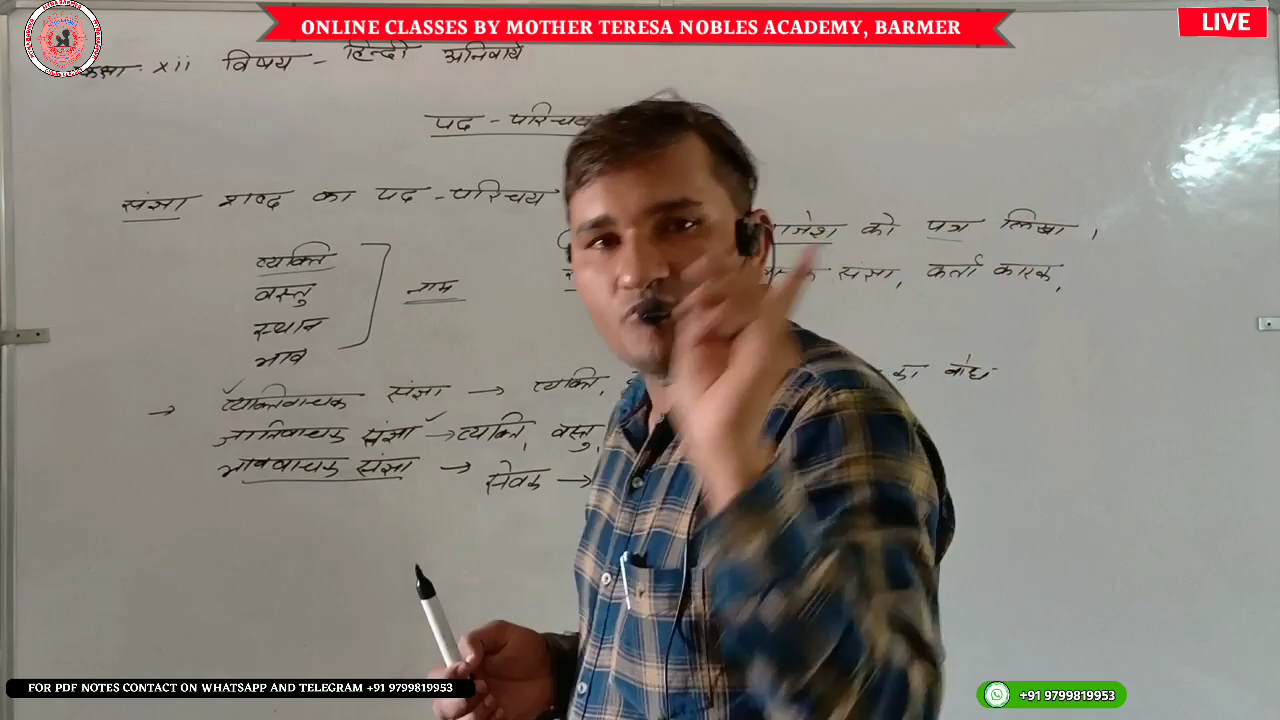 ONLINE CLASSES BY MOTHER TERESA NOBLES ACADEMY, BARMER
LIVE
कक्षा - xii विषय - हिन्दी अनिवार्य
पद - परिचय
संज्ञा शब्द का पद - परिचय
राजेश को पत्र लिखा ।
व्यक्ति
वस्तु
स्थान
भाव
नाम
संज्ञा, कर्ता कारक,
→ व्यक्तिवाचक संज्ञा → व्यक्ति, का बोध
जातिवाचक संज्ञा → व्यक्ति, वस्तु,
भाववाचक संज्ञा → सेवक →
FOR PDF NOTES CONTACT ON WHATSAPP AND TELEGRAM +91 9799819953
+91 9799819953